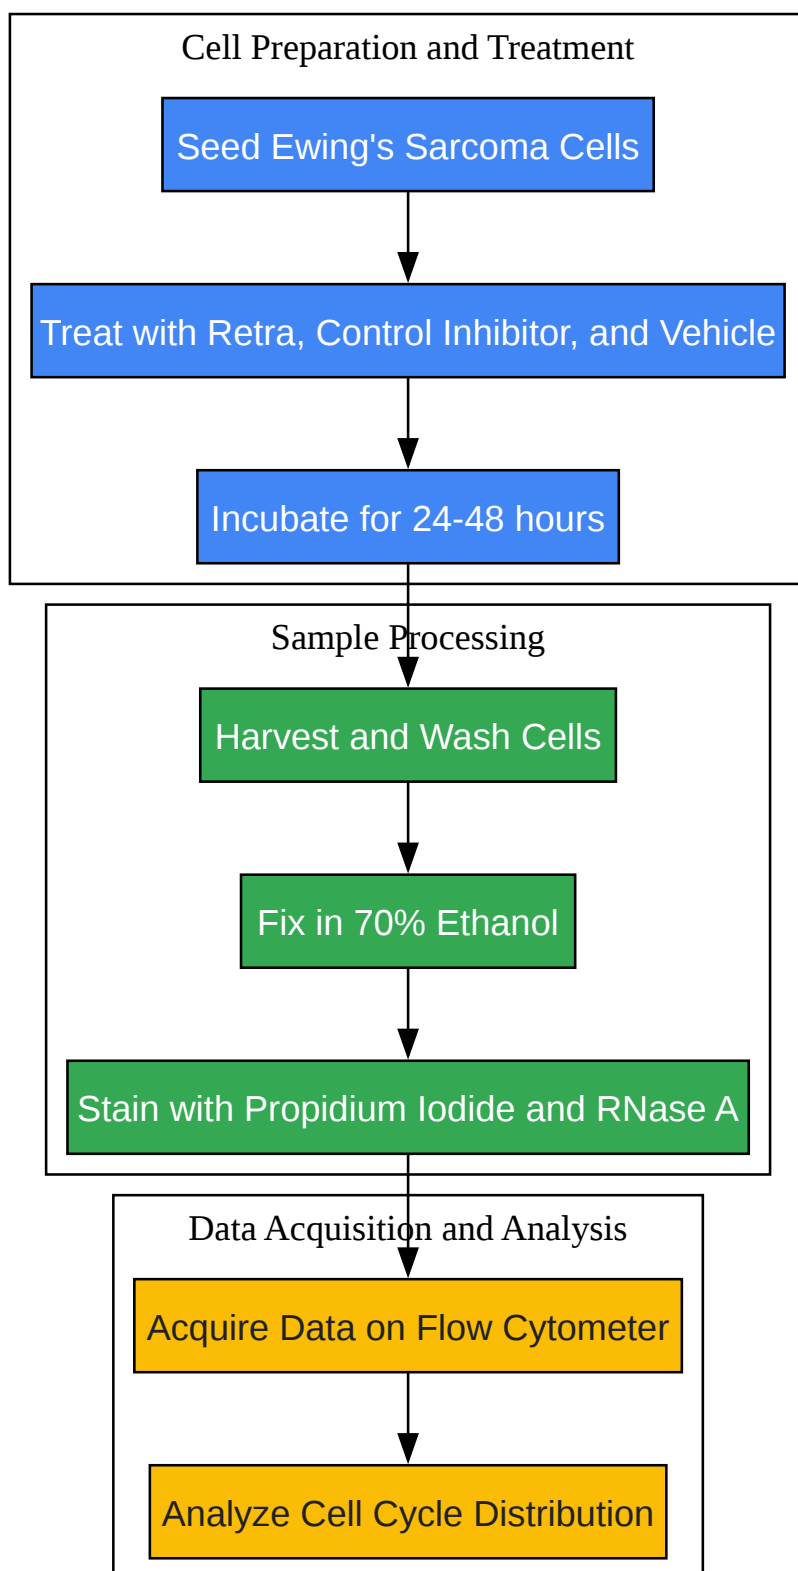 Cell Preparation and Treatment
Seed Ewing's Sarcoma Cells
Treat with Retra, Control Inhibitor, and Vehicle
Incubate for 24-48 hours
Sample Processing
Harvest and Wash Cells
Fix in 70% Ethanol
Stain with Propidium Iodide and RNase A
Data Acquisition and Analysis
Acquire Data on Flow Cytometer
Analyze Cell Cycle Distribution